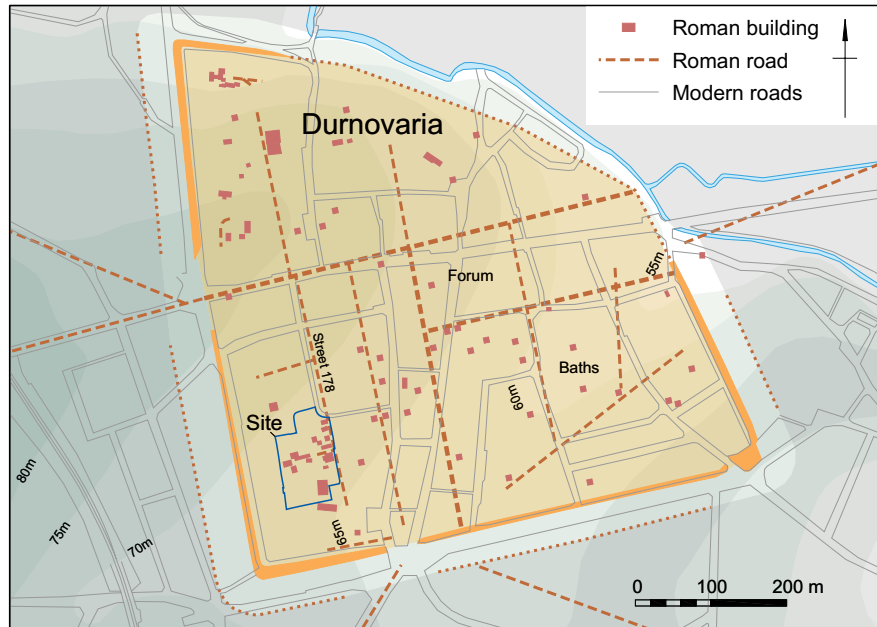 Roman building
Roman road
Modern roads
Durnovaria
55m
Forum
Street 178
Baths
60m
Site
80m
75m
70m
65m
0 100 200 m